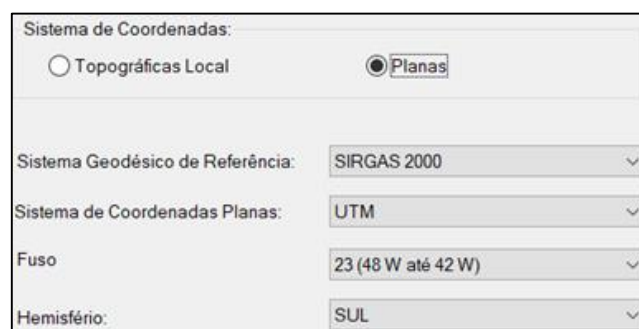 Sistema de Coordenadas:
Topográficas Local Planas
Sistema Geodésico de Referência: SIRGAS 2000
Sistema de Coordenadas Planas: UTM
Fuso 23 (48 W até 42 W)
Hemisfério: SUL